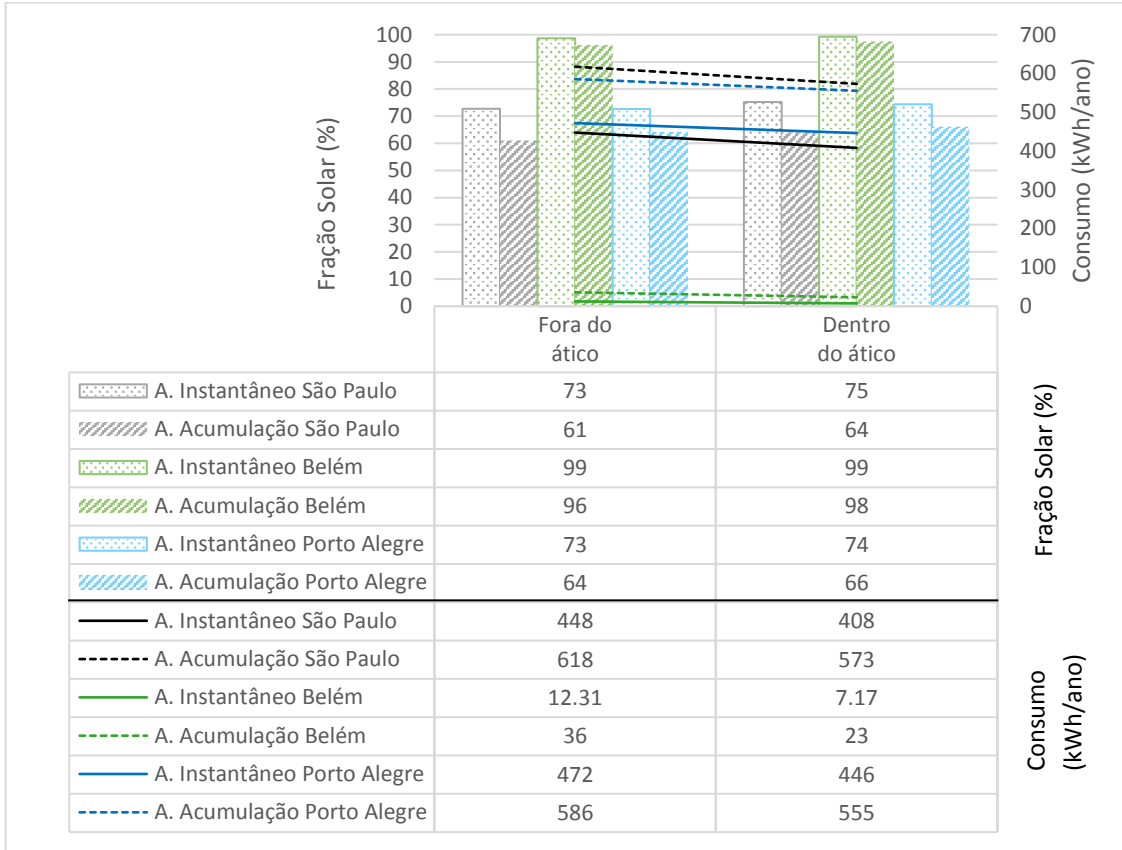 100
90
80
70
60
50
40
30
20
10
0
Fração Solar (%)
700
600
500
400
300
200
100
0
Consumo (kWh/ano)
Fora do
ático
Dentro
do ático
A. Instantâneo São Paulo 73 75
A. Acumulação São Paulo 61 64
A. Instantâneo Belém 99 99
A. Acumulação Belém 96 98
A. Instantâneo Porto Alegre 73 74
A. Acumulação Porto Alegre 64 66
Fração Solar (%)
A. Instantâneo São Paulo 448 408
A. Acumulação São Paulo 618 573
A. Instantâneo Belém 12.31 7.17
A. Acumulação Belém 36 23
A. Instantâneo Porto Alegre 472 446
A. Acumulação Porto Alegre 586 555
Consumo
(kWh/ano)